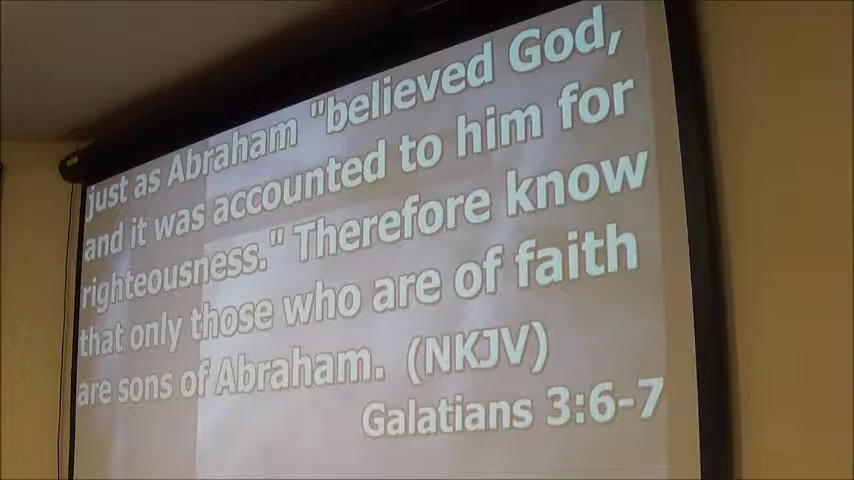 just as Abraham "believed God,
and it was accounted to him for
righteousness." Therefore know
that only those who are of faith
are sons of Abraham. (NKJV)
Galatians 3:6-7